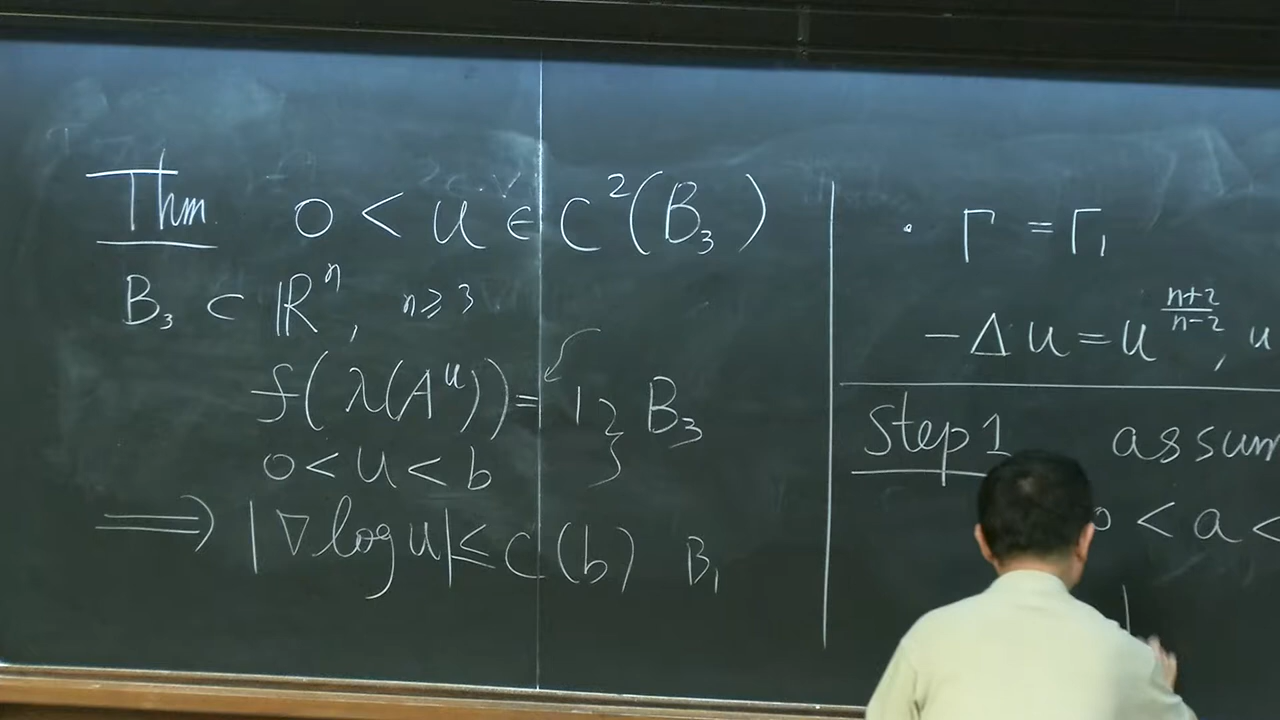 Thm. 0 < u ∈ C²(B₃)
B₃ ⊂ ℝⁿ, n ≥ 3
f(λ(Aᵘ)) = 1 } B₃
0 < u < b
⟹ |∇ log u| ≤ C(b) B₁
· Γ = Γ₁
−Δu = u^{\frac{n+2}{n-2}}, u
Step 1 assum
0 < a <